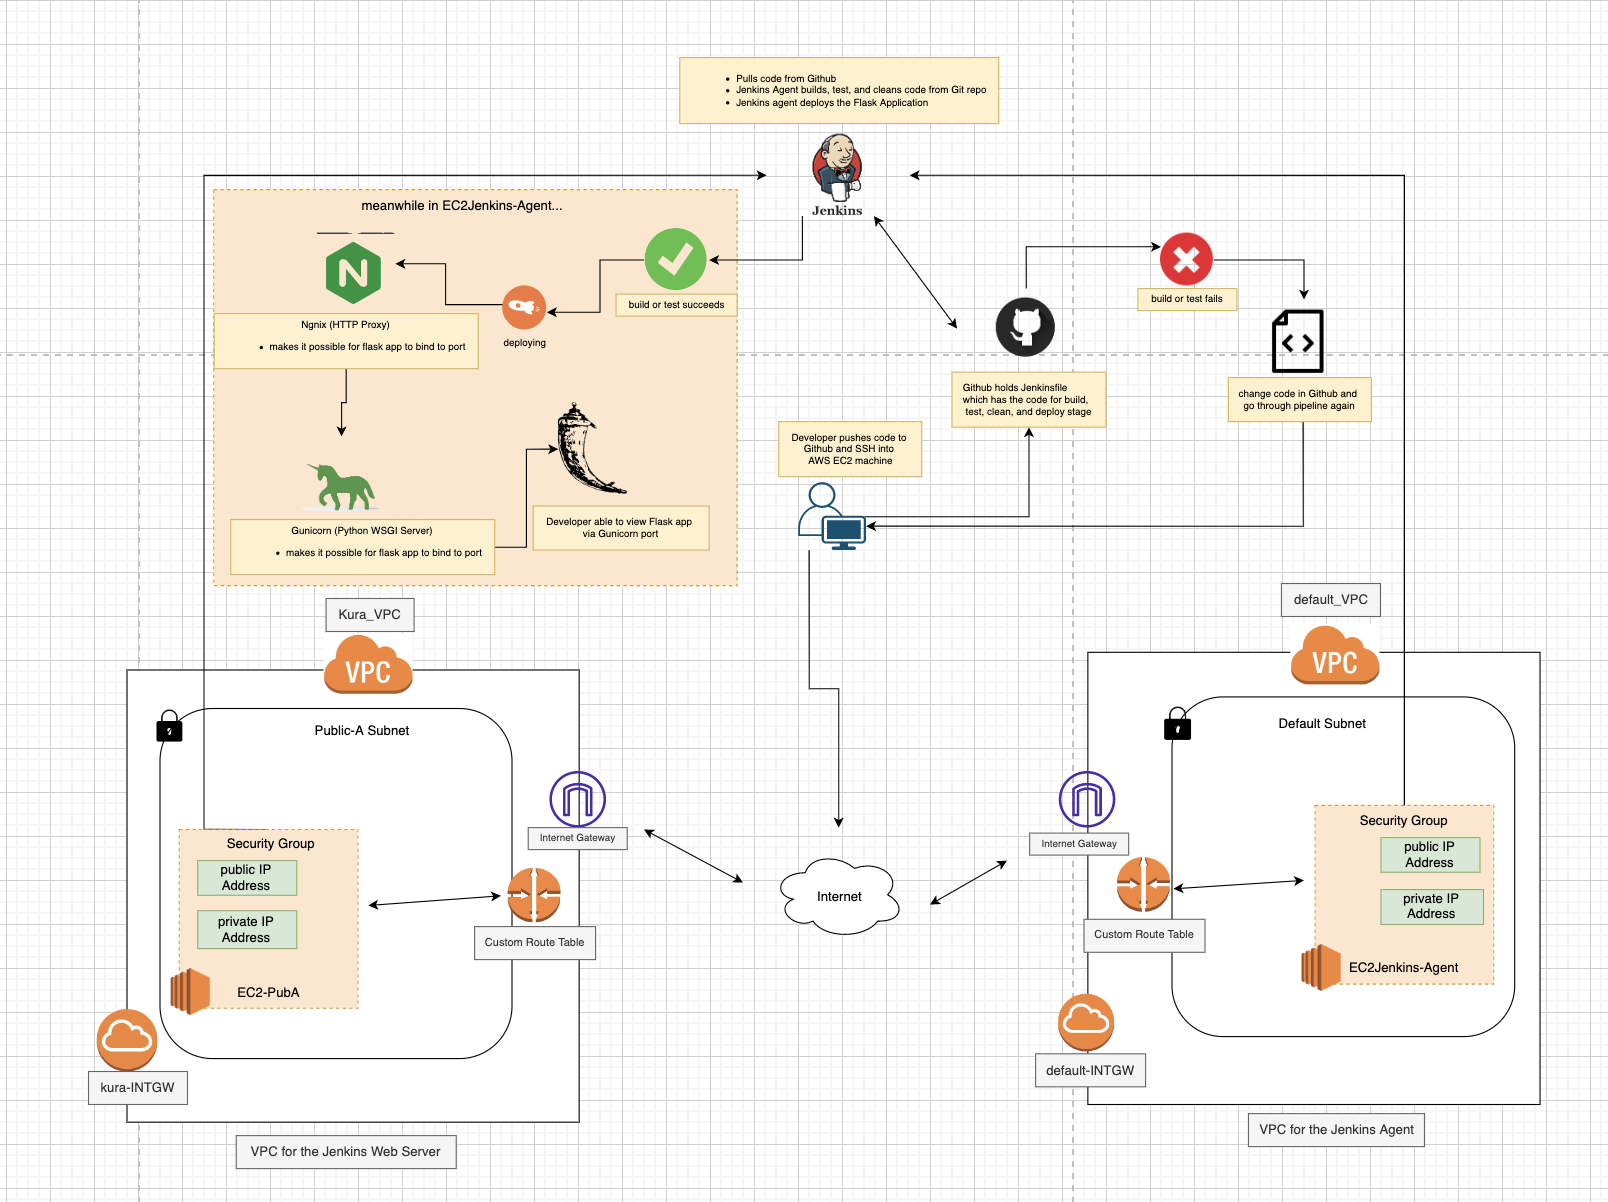 Pulls code from Github
Jenkins Agent builds, test, and cleans code from Git repo
Jenkins agent deploys the Flask Application
Jenkins
meanwhile in EC2Jenkins-Agent...
N
build or test succeeds
deploying
Ngnix (HTTP Proxy)
makes it possible for flask app to bind to port
Gunicorn (Python WSGI Server)
makes it possible for flask app to bind to port
Developer able to view Flask app
via Gunicorn port
build or test fails
Github holds Jenkinsfile
which has the code for build,
test, clean, and deploy stage
change code in Github and
go through pipeline again
Developer pushes code to
Github and SSH into
AWS EC2 machine
Kura_VPC
VPC
Public-A Subnet
Security Group
public IP
Address
private IP
Address
EC2-PubA
Internet Gateway
Custom Route Table
kura-INTGW
VPC for the Jenkins Web Server
Internet
default_VPC
VPC
Default Subnet
Internet Gateway
Custom Route Table
Security Group
public IP
Address
private IP
Address
EC2Jenkins-Agent
default-INTGW
VPC for the Jenkins Agent